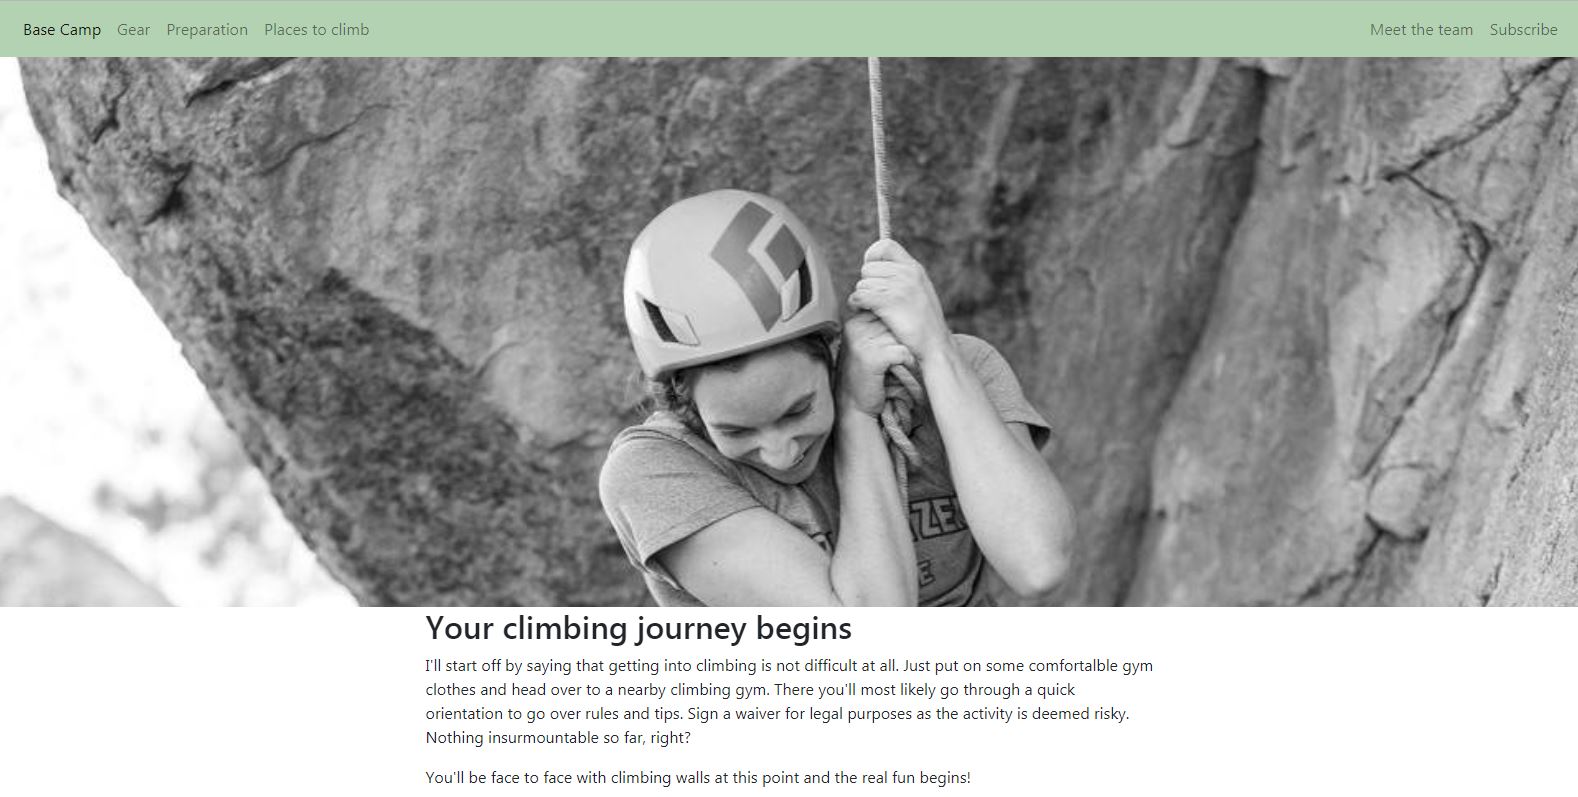 Base Camp Gear Preparation Places to climb Meet the team Subscribe
ZE
E
Your climbing journey begins
I'll start off by saying that getting into climbing is not difficult at all. Just put on some comfortalble gym
clothes and head over to a nearby climbing gym. There you'll most likely go through a quick
orientation to go over rules and tips. Sign a waiver for legal purposes as the activity is deemed risky.
Nothing insurmountable so far, right?
You'll be face to face with climbing walls at this point and the real fun begins!